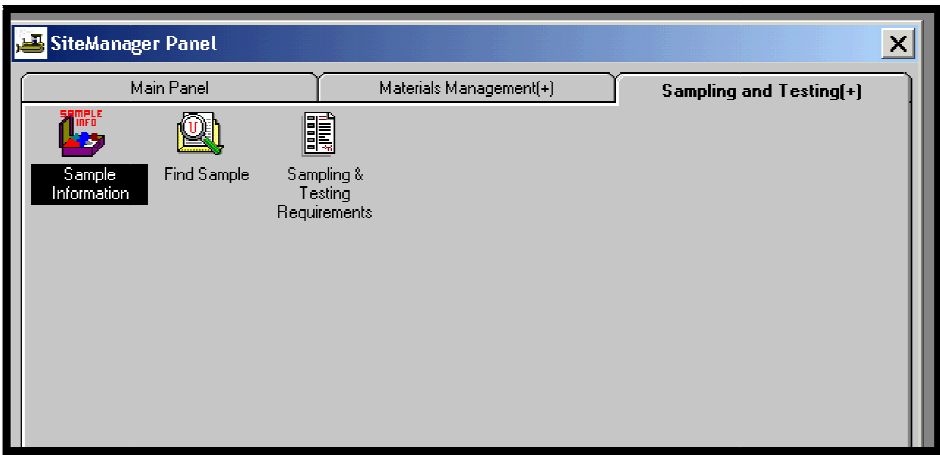 SiteManager Panel
Main Panel
Materials Management(+)
Sampling and Testing(+)
SAMPLE
INFO
U
Sample
Information
Find Sample
Sampling &
Testing
Requirements